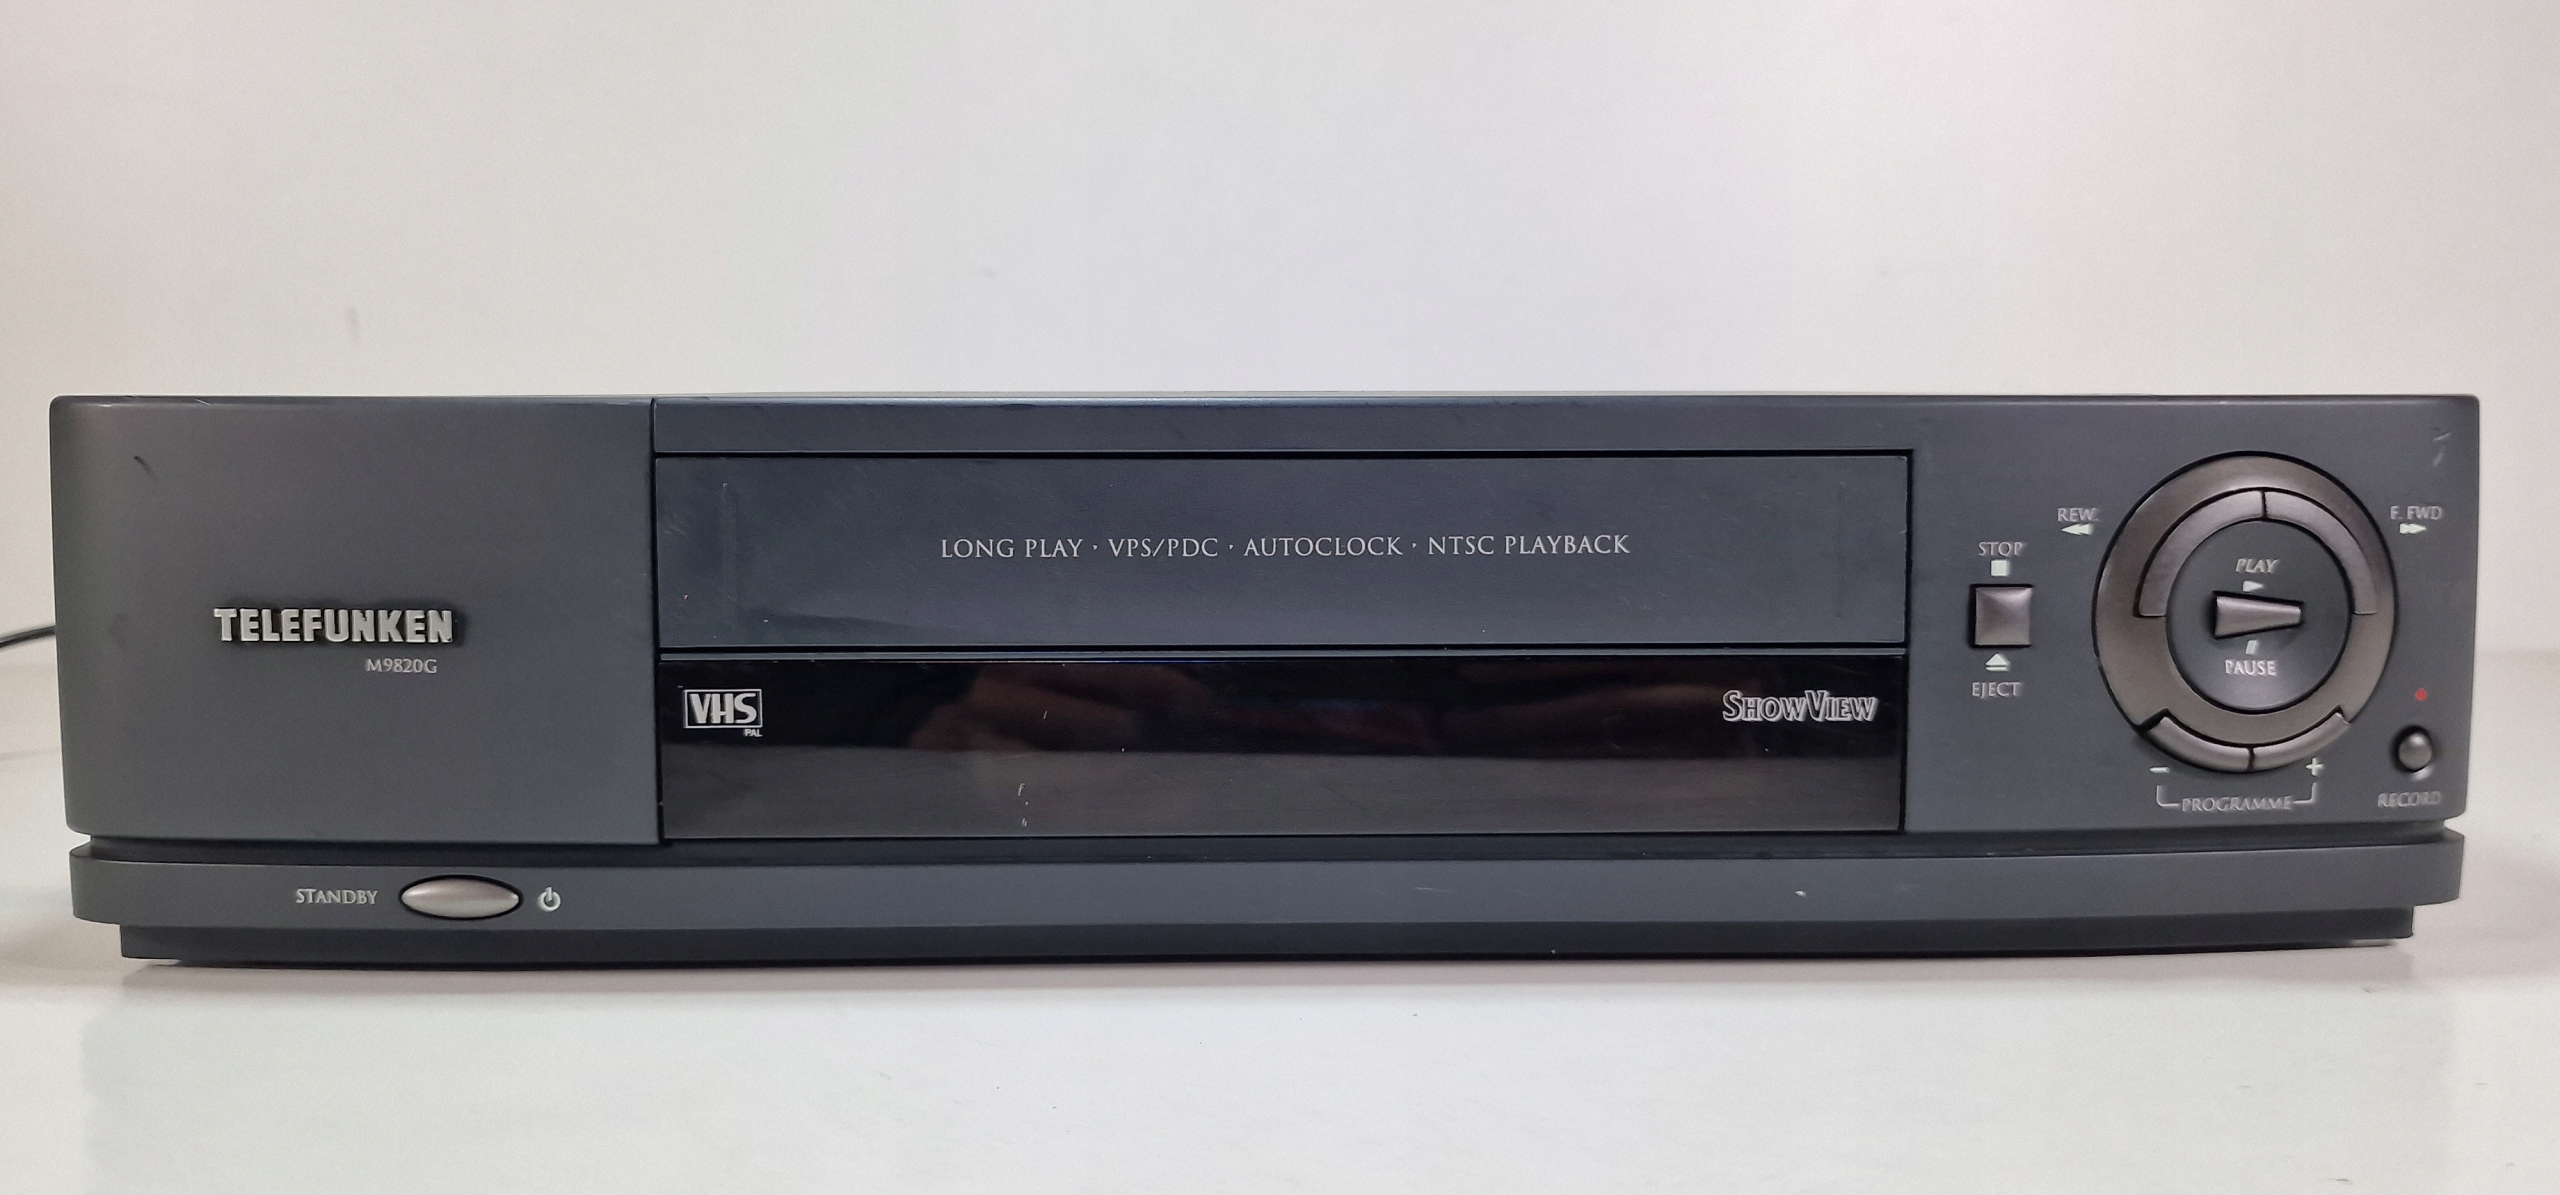 LONG PLAY · VPS/PDC · AUTOCLOCK · NTSC PLAYBACK
TELEFUNKEN
M9820G
VHS
PAL
SHOWVIEW
STANDBY
STOP
EJECT
REW.
F. FWD
PLAY
PAUSE
- +
PROGRAMME
RECORD